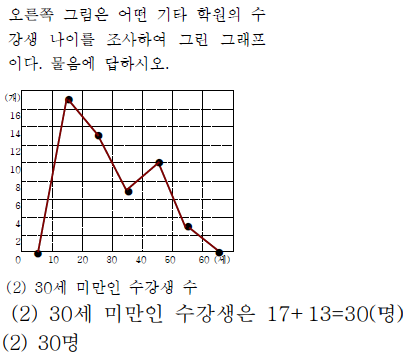 오른쪽 그림은 어떤 기타 학원의 수
강생 나이를 조사하여 그린 그래프
이다. 물음에 답하시오.
(개)
16
14
12
10
8
6
4
2
0 10 20 30 40 50 60 (세)
(2) 30세 미만인 수강생 수
(2) 30세 미만인 수강생은 17+13=30(명)
(2) 30명